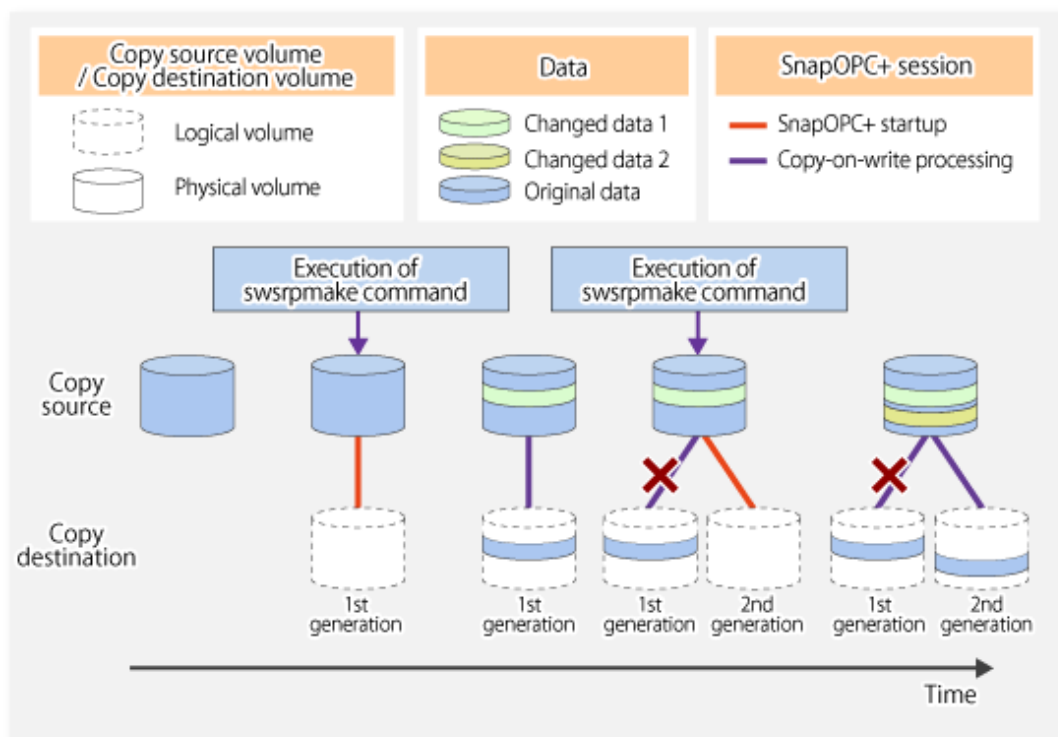 Copy source volume
/ Copy destination volume
Logical volume
Physical volume
Data
Changed data 1
Changed data 2
Original data
SnapOPC+ session
SnapOPC+ startup
Copy-on-write processing
Execution of
swsrpmake command
Execution of
swsrpmake command
Copy
source
Copy
destination
1st
generation
1st
generation
1st
generation
2nd
generation
1st
generation
2nd
generation
Time